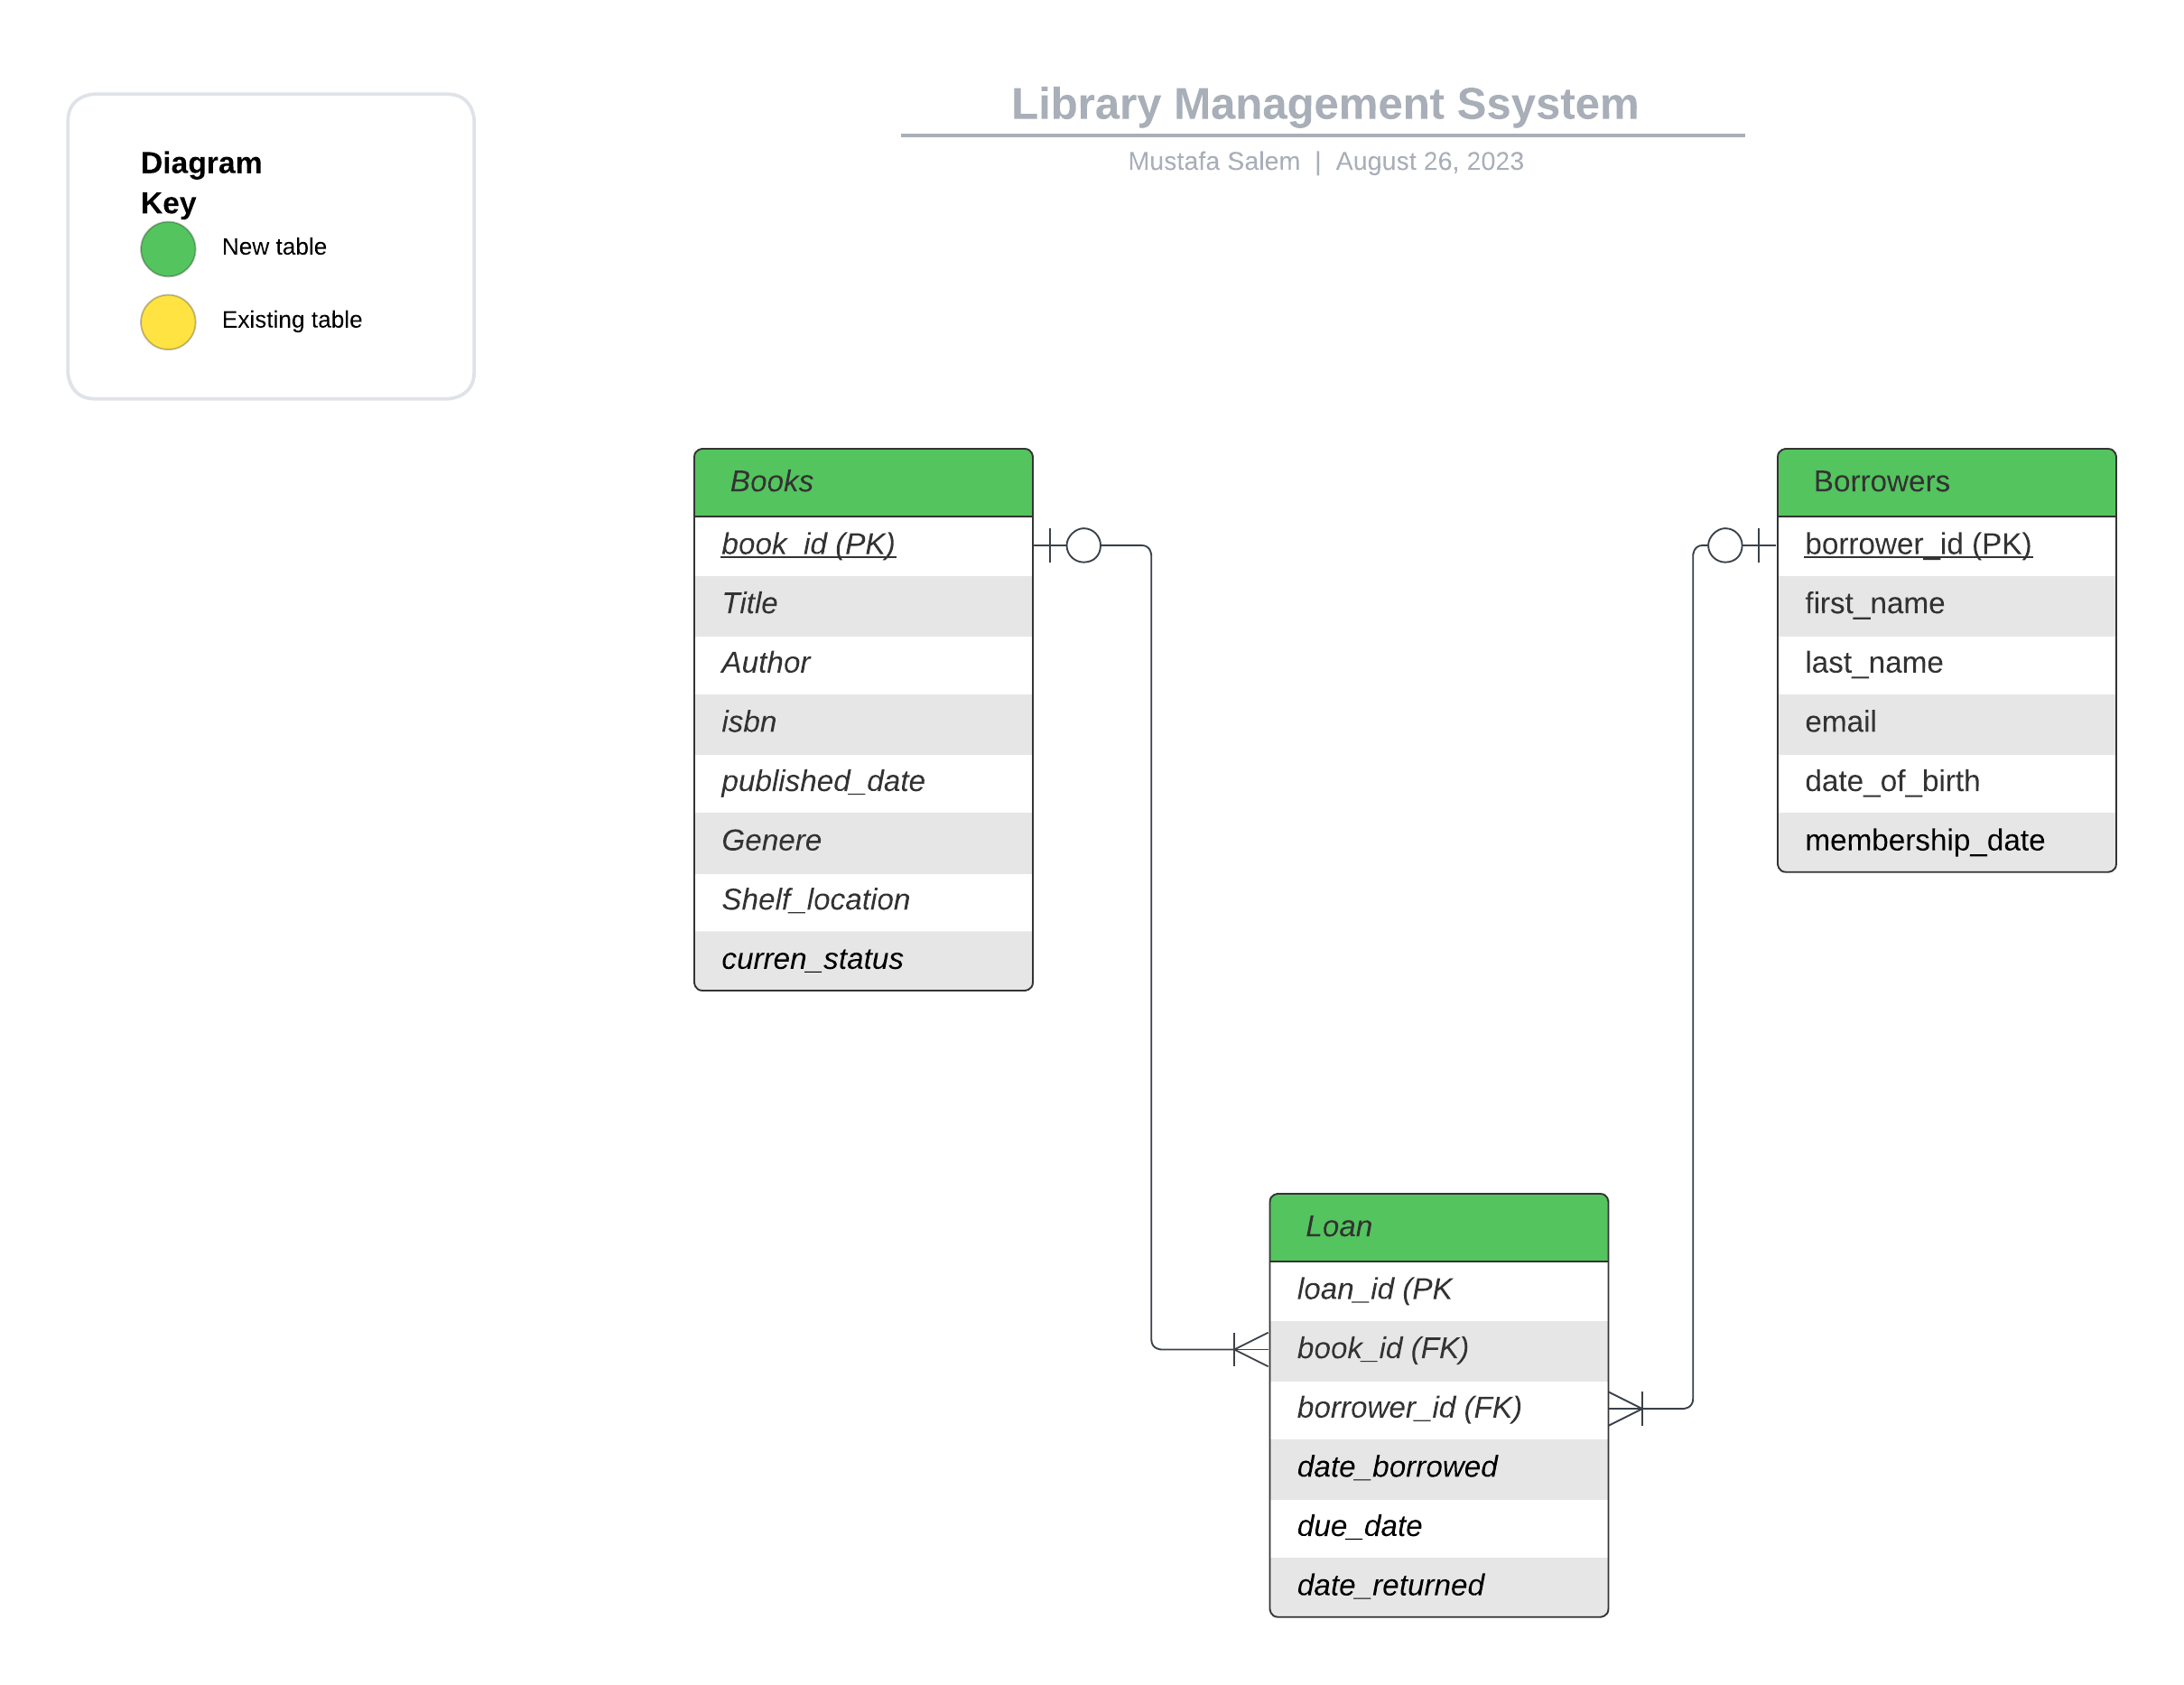 Library Management Ssystem
Mustafa Salem | August 26, 2023
Diagram
Key
New table
Existing table
Books
book_id (PK)
Title
Author
isbn
published_date
Genere
Shelf_location
curren_status
Borrowers
borrower_id (PK)
first_name
last_name
email
date_of_birth
membership_date
Loan
loan_id (PK
book_id (FK)
borrower_id (FK)
date_borrowed
due_date
date_returned